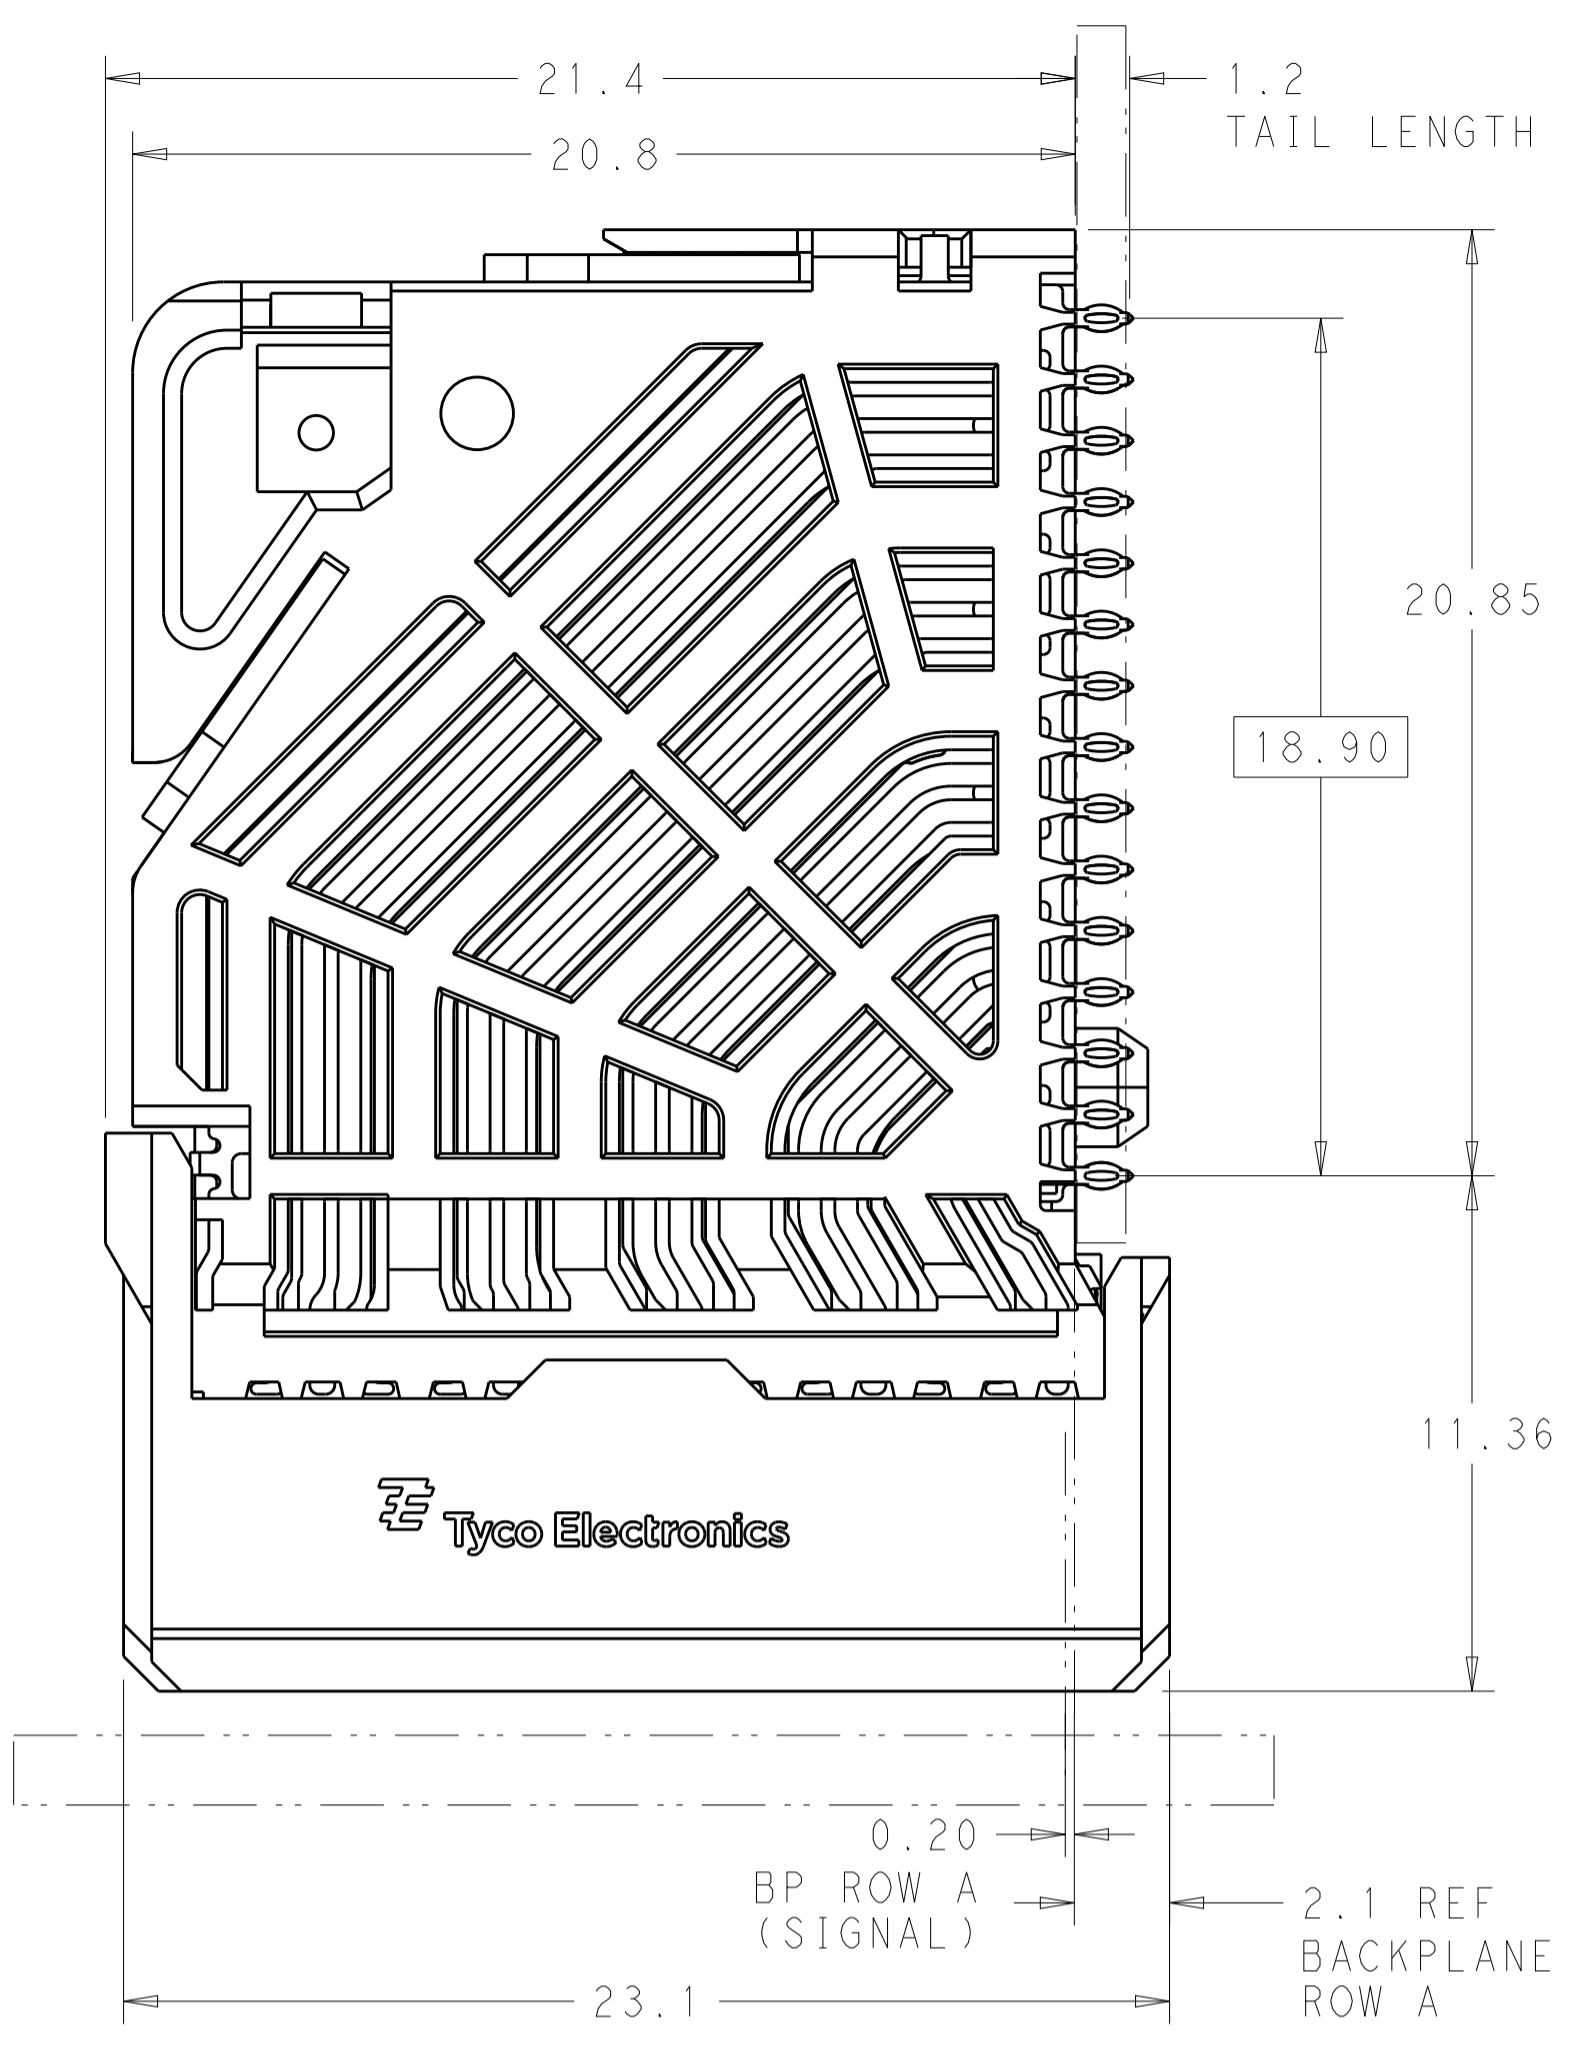 21.4
1.2
TAIL LENGTH
20.8
20.85
18.90
11.36
Tyco Electronics
0.20
BP ROW A
(SIGNAL)
2.1 REF
BACKPLANE
ROW A
23.1